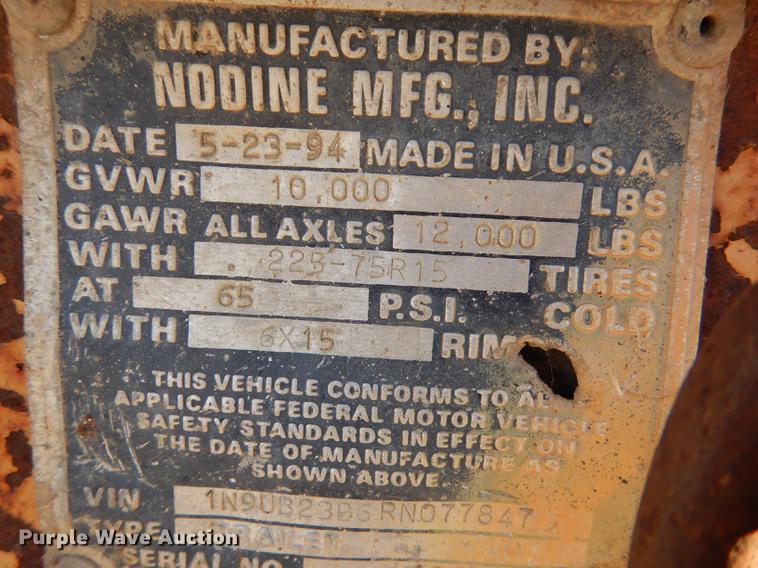 MANUFACTURED BY:
NODINE MFG., INC.
DATE 5-23-94 MADE IN U.S.A.
GVWR 10,000 LBS
GAWR ALL AXLES 12,000 LBS
WITH 225-75R15 TIRES
AT 65 P.S.I. COLD
WITH 6X15 RIM
THIS VEHICLE CONFORMS TO ALL
APPLICABLE FEDERAL MOTOR VEHICLE
SAFETY STANDARDS IN EFFECT ON
THE DATE OF MANUFACTURE AS
SHOWN ABOVE.
VIN 1N9UB23B6RN077847
TYPE TRAILER
SERIAL NO.
Purple Wave Auction